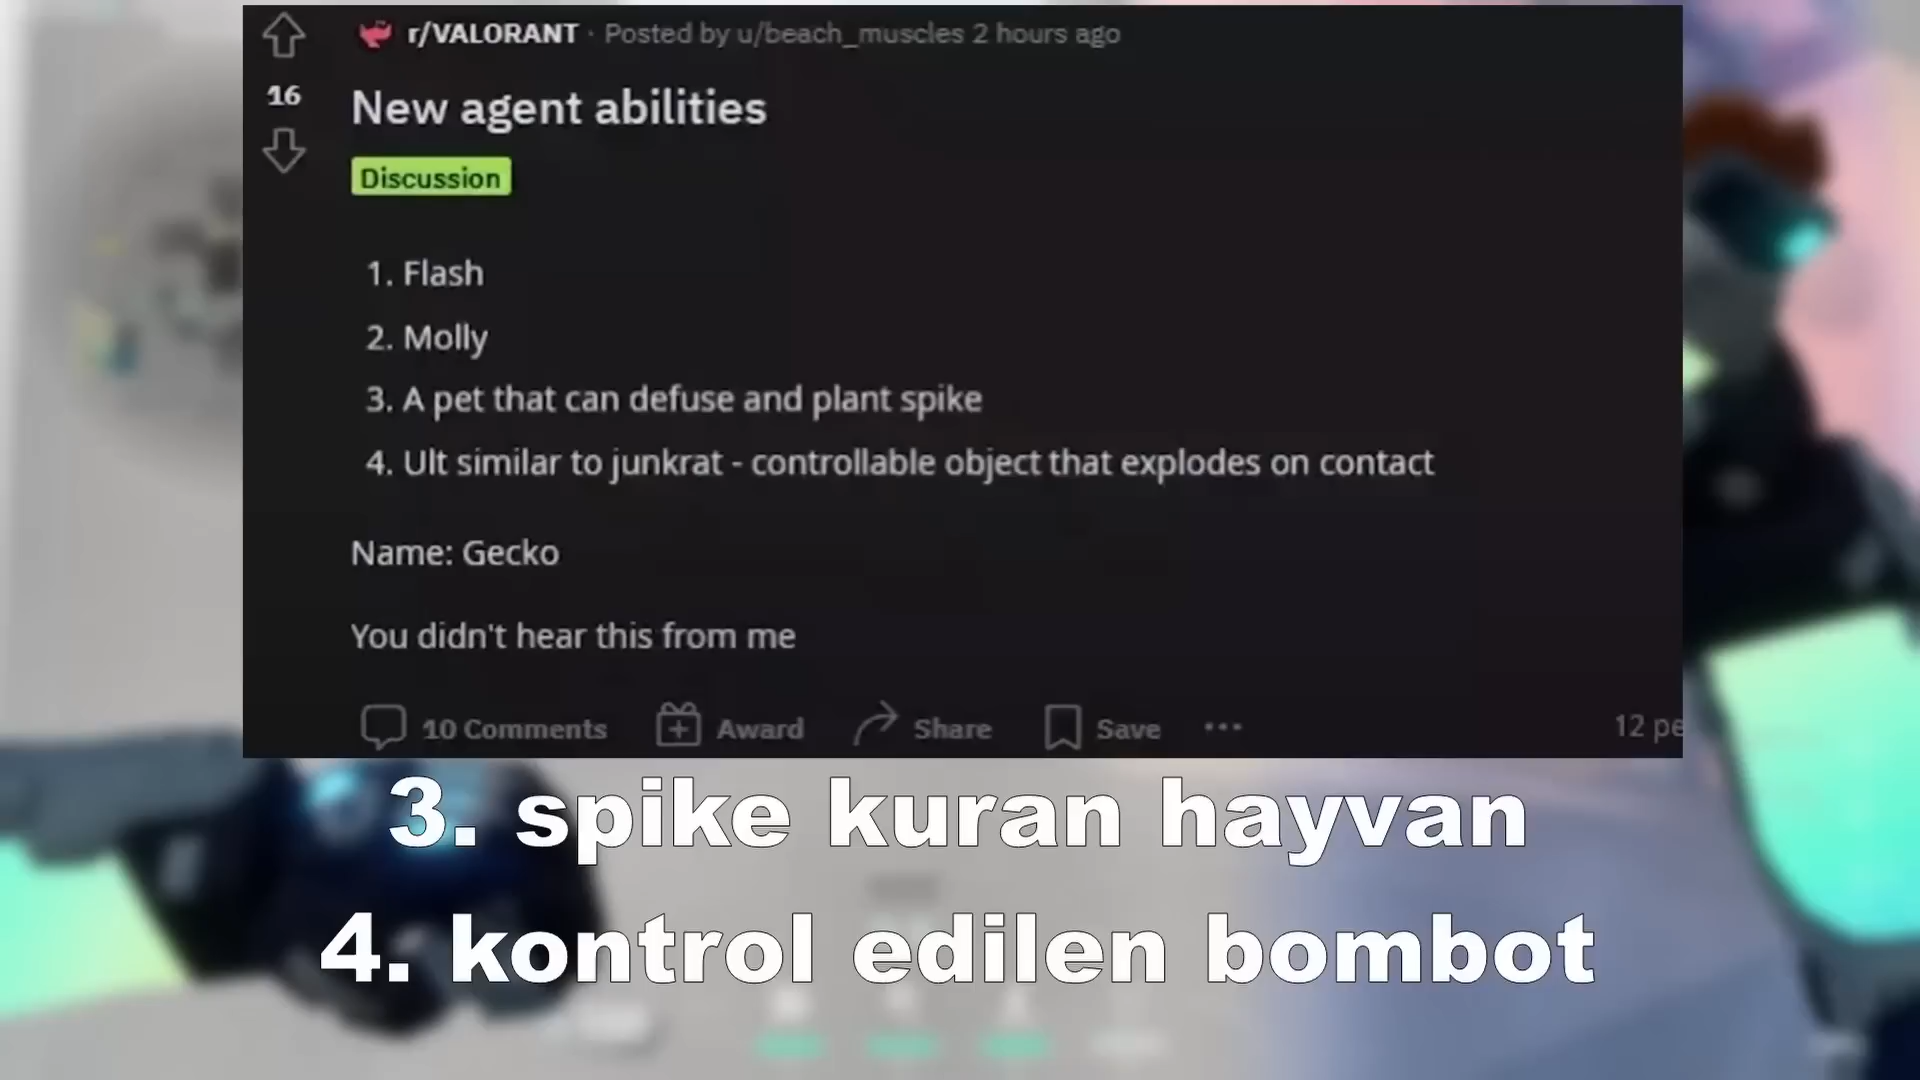 r/VALORANT · Posted by u/beach_muscles 2 hours ago
16
New agent abilities
Discussion
1. Flash
2. Molly
3. A pet that can defuse and plant spike
4. Ult similar to junkrat - controllable object that explodes on contact
Name: Gecko
You didn't hear this from me
10 Comments Award Share Save ··· 12 pe
3. spike kuran hayvan
4. kontrol edilen bombot